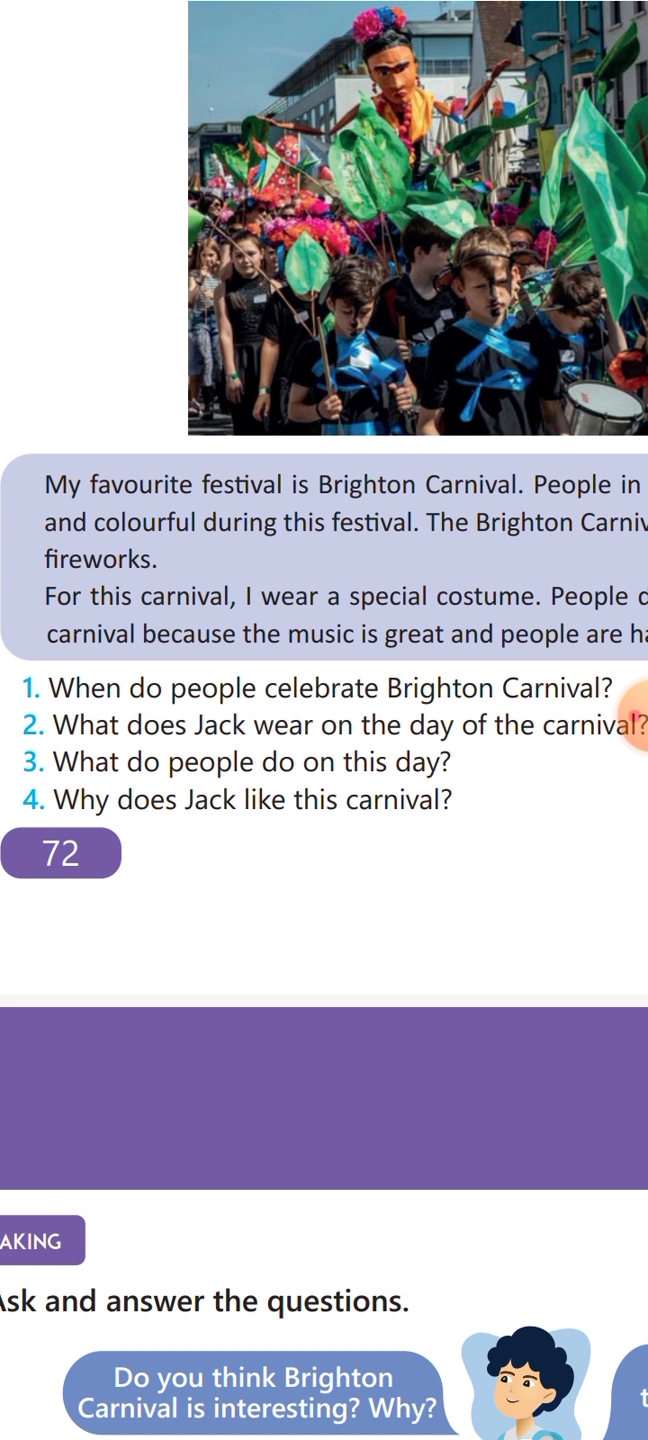 My favourite festival is Brighton Carnival. People in
and colourful during this festival. The Brighton
fireworks.
For this carnival, I wear a special costume. People
carnival because the music is great and people are
1. When do people celebrate Brighton Carnival?
2. What does Jack wear on the day of the carnival?
3. What do people do on this day?
4. Why does Jack like this carnival?
72
AKING
Ask and answer the questions.
Do you think Brighton
Carnival is interesting? Why?